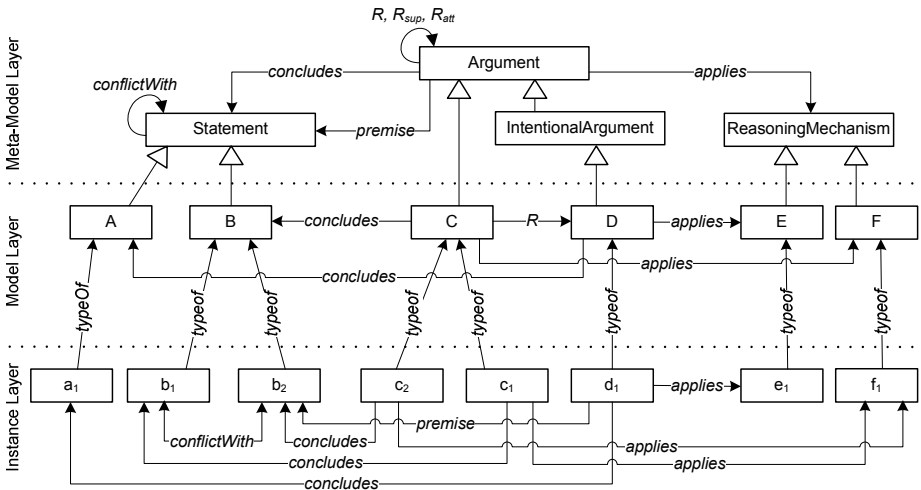 R, R_sup, R_att
Argument
concludes
applies
conflictWith
Statement
premise
IntentionalArgument
ReasoningMechanism
Meta-Model Layer
A
B
concludes
C
R
D
applies
E
F
concludes
applies
Model Layer
typeOf
typeof
typeof
typeof
typeof
typeof
typeof
typeof
a1
b1
b2
c2
c1
d1
applies
e1
f1
premise
conflictWith
concludes
applies
concludes
applies
concludes
Instance Layer